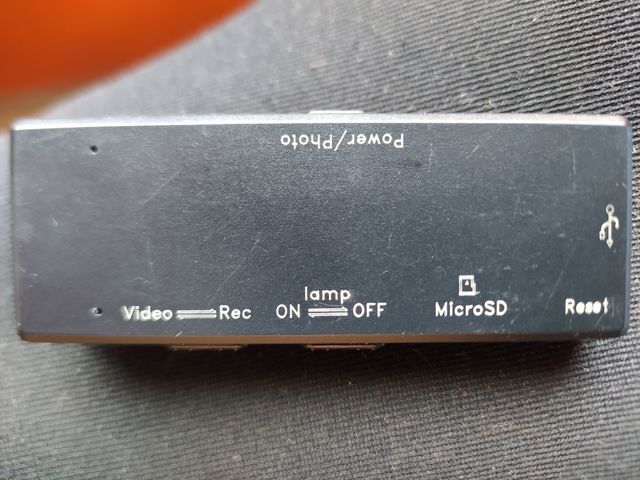 Power/Photo
lamp
Video Rec ON OFF MicroSD Reset